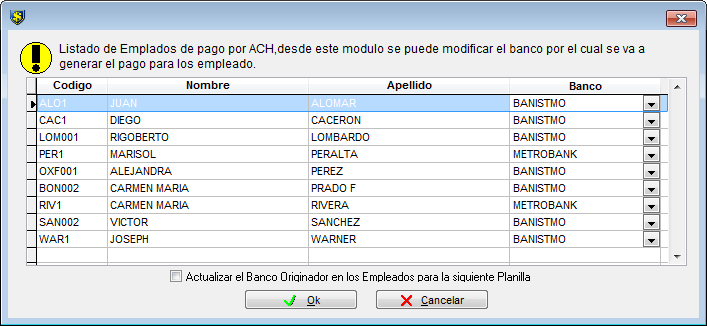 Listado de Emplados de pago por ACH,desde este modulo se puede modificar el banco por el cual se va a
generar el pago para los empleado.
Codigo Nombre Apellido Banco
ALO1 JUAN ALOMAR BANISTMO
CAC1 DIEGO CACERON BANISTMO
LOM001 RIGOBERTO LOMBARDO BANISTMO
PER1 MARISOL PERALTA METROBANK
OXF001 ALEJANDRA PEREZ BANISTMO
BON002 CARMEN MARIA PRADO F BANISTMO
RIV1 CARMEN MARIA RIVERA METROBANK
SAN002 VICTOR SANCHEZ BANISTMO
WAR1 JOSEPH WARNER BANISTMO
Actualizar el Banco Originador en los Empleados para la siguiente Planilla
Ok Cancelar